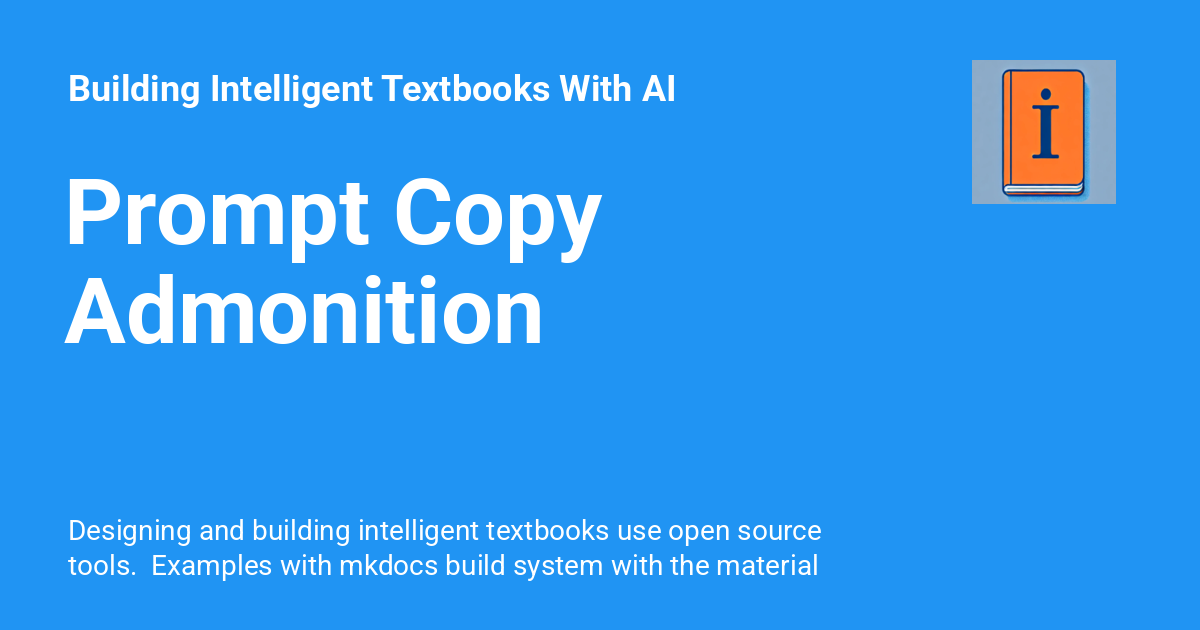 Building Intelligent Textbooks With AI
i
Prompt Copy
Admonition
Designing and building intelligent textbooks use open source
tools.  Examples with mkdocs build system with the material